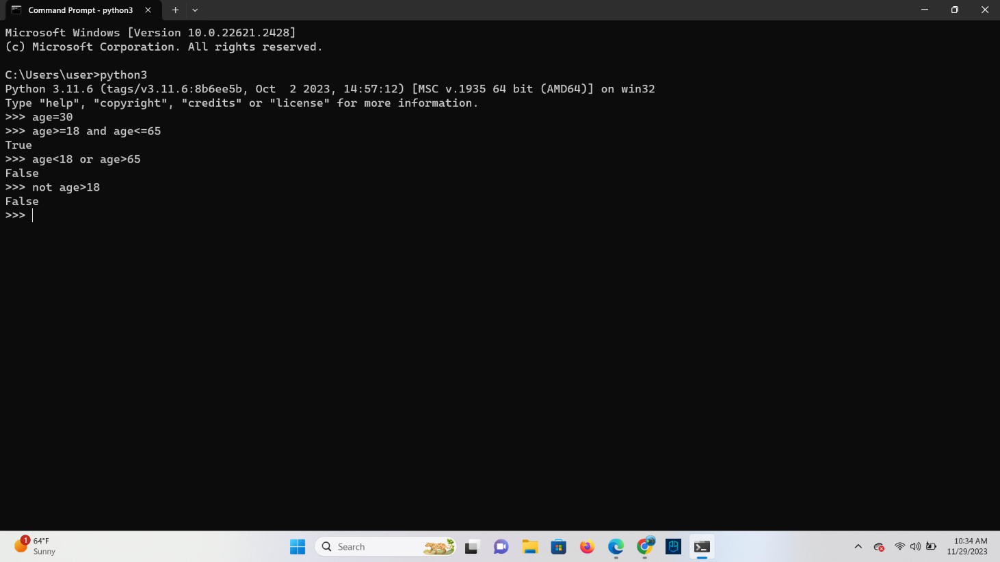 Command Prompt - python3
Microsoft Windows [Version 10.0.22621.2428]
(c) Microsoft Corporation. All rights reserved.
C:\Users\user>python3
Python 3.11.6 (tags/v3.11.6:8b6ee5b, Oct  2 2023, 14:57:12) [MSC v.1935 64 bit (AMD64)] on win32
Type "help", "copyright", "credits" or "license" for more information.
>>> age=30
>>> age>=18 and age<=65
True
>>> age<18 or age>65
False
>>> not age>18
False
>>>
1
64°F
Sunny
Search
10:34 AM
11/29/2023